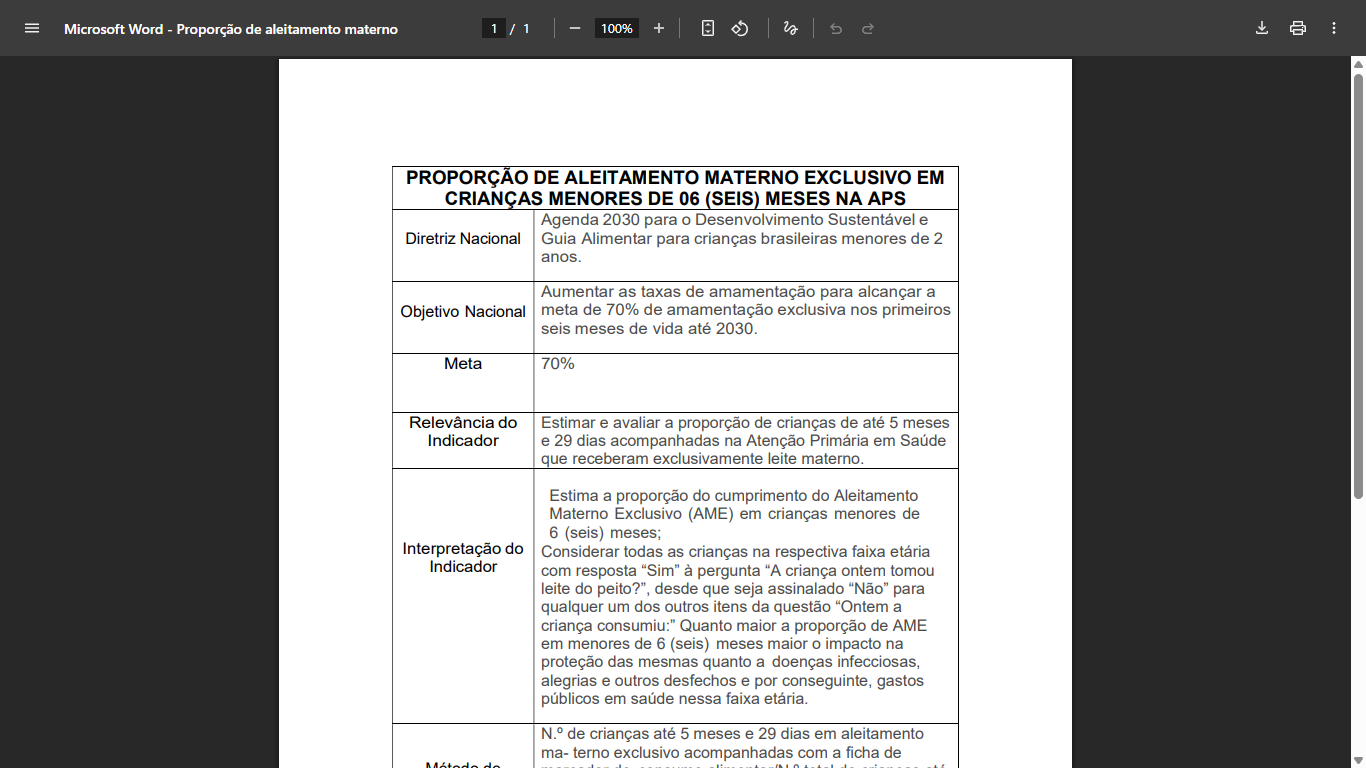 Microsoft Word - Proporção de aleitamento materno
1 / 1
100%
PROPORÇÃO DE ALEITAMENTO MATERNO EXCLUSIVO EM
CRIANÇAS MENORES DE 06 (SEIS) MESES NA APS
Diretriz Nacional
Agenda 2030 para o Desenvolvimento Sustentável e
Guia Alimentar para crianças brasileiras menores de 2
anos.
Objetivo Nacional
Aumentar as taxas de amamentação para alcançar a
meta de 70% de amamentação exclusiva nos primeiros
seis meses de vida até 2030.
Meta
70%
Relevância do
Indicador
Estimar e avaliar a proporção de crianças de até 5 meses
e 29 dias acompanhadas na Atenção Primária em Saúde
que receberam exclusivamente leite materno.
Interpretação do
Indicador
Estima a proporção do cumprimento do Aleitamento
Materno Exclusivo (AME) em crianças menores de
6 (seis) meses;
Considerar todas as crianças na respectiva faixa etária
com resposta “Sim” à pergunta “A criança ontem tomou
leite do peito?”, desde que seja assinalado “Não” para
qualquer um dos outros itens da questão “Ontem a
criança consumiu:” Quanto maior a proporção de AME
em menores de 6 (seis) meses maior o impacto na
proteção das mesmas quanto a doenças infecciosas,
alegrias e outros desfechos e por conseguinte, gastos
públicos em saúde nessa faixa etária.
Método de
N.º de crianças até 5 meses e 29 dias em aleitamento
ma- terno exclusivo acompanhadas com a ficha de
marcador de consumo alimentar/N.º total de crianças até